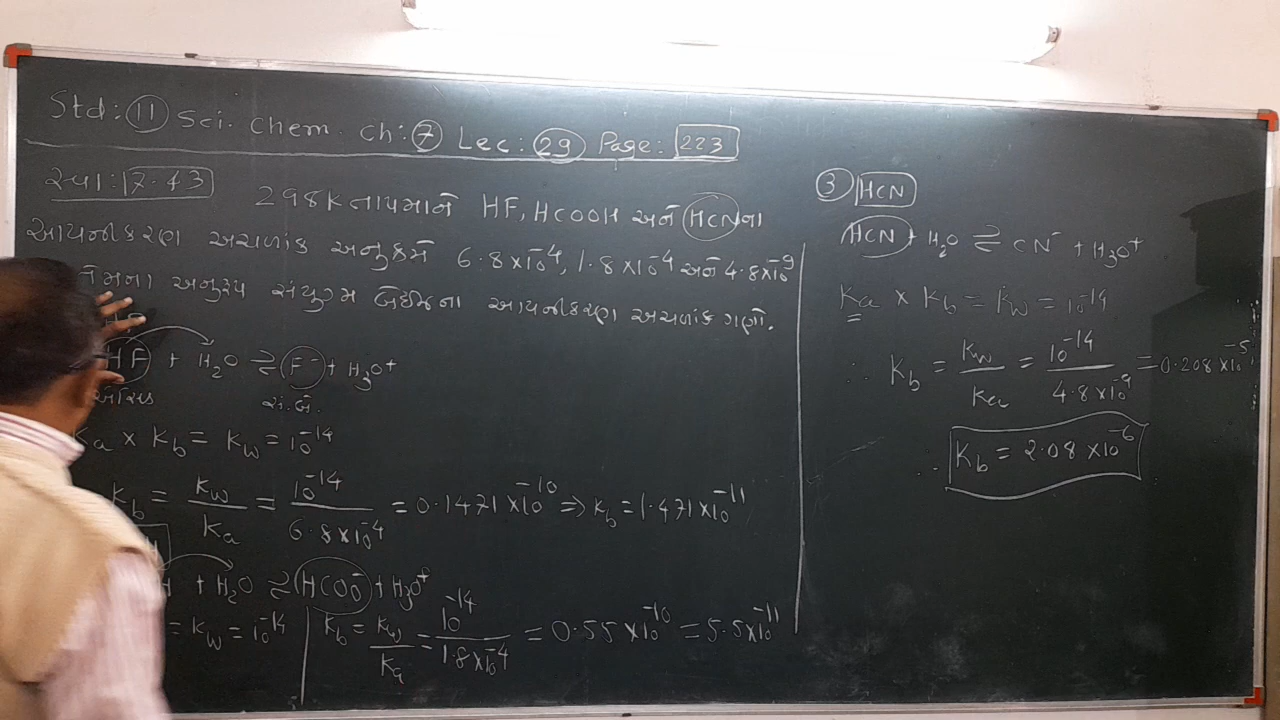 Std: 11 Sci. Chem. Ch: 7 Lec: 29 Page: 223
સ્વા: 7.43 298K તાપમાને HF, HCOOH અને HCN ના
આયનીકરણ અચળાંક અનુક્રમે 6.8×10⁻⁴, 1.8×10⁻⁴ અને 4.8×10⁻⁹
તેમના અનુરૂપ સંયુગ્મ બેઈઝના આયનીકરણ અચળાંક ગણો.
HF + H₂O ⇌ F⁻ + H₃O⁺
એસિડ સં.બે.
Ka × Kb = Kw = 10⁻¹⁴
Kb = Kw/Ka = 10⁻¹⁴/6.8×10⁻⁴ = 0.1471×10⁻¹⁰ ⇒ Kb = 1.471×10⁻¹¹
+ H₂O ⇌ HCOO⁻ + H₃O⁺
= Kw = 10⁻¹⁴
Kb = Kw/Ka = 10⁻¹⁴/1.8×10⁻⁴ = 0.55×10⁻¹⁰ = 5.5×10⁻¹¹
3 HCN
HCN + H₂O ⇌ CN⁻ + H₃O⁺
Ka × Kb = Kw = 10⁻¹⁴
∴ Kb = Kw/Ka = 10⁻¹⁴/4.8×10⁻⁹ = 0.208×10⁻⁵
∴ Kb = 2.08×10⁻⁶